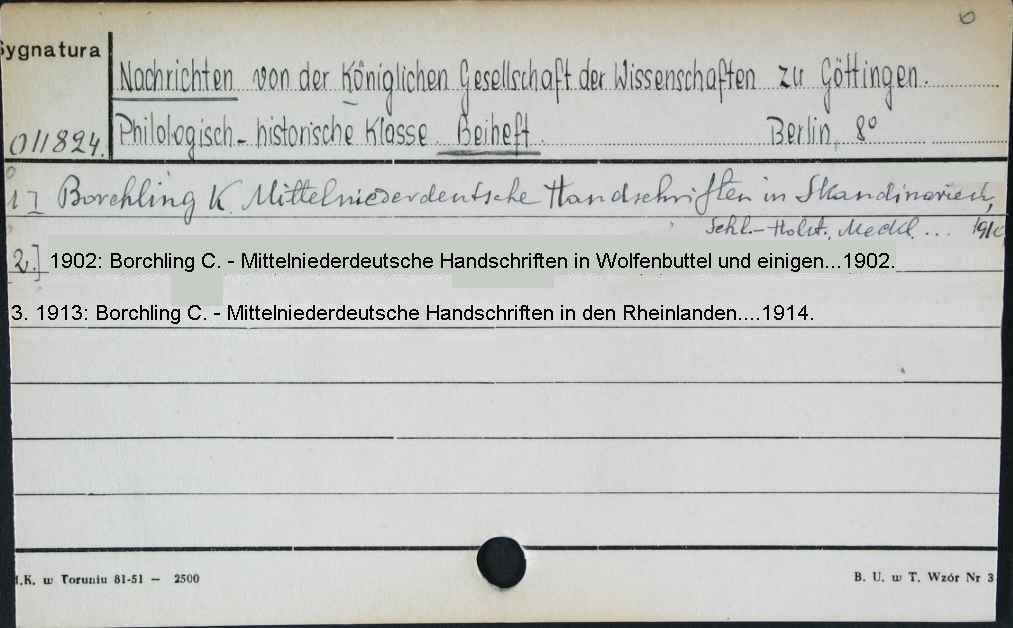 6
Sygnatura
Nachrichten von der Königlichen Gesellschaft der Wissenschaften zu Göttingen.
011824. Philologisch-historische Klasse. Beiheft. Berlin, 8°
1] Borchling K. Mittelniederdeutsche Handschriften in Skandinavien,
Schl.-Holst., Meckl. ...
2.] 1902: Borchling C. - Mittelniederdeutsche Handschriften in Wolfenbuttel und einigen...1902.
3. 1913: Borchling C. - Mittelniederdeutsche Handschriften in den Rheinlanden....1914.
.K. w Toruniu 81-51 — 2500
B. U. w T. Wzór Nr 3